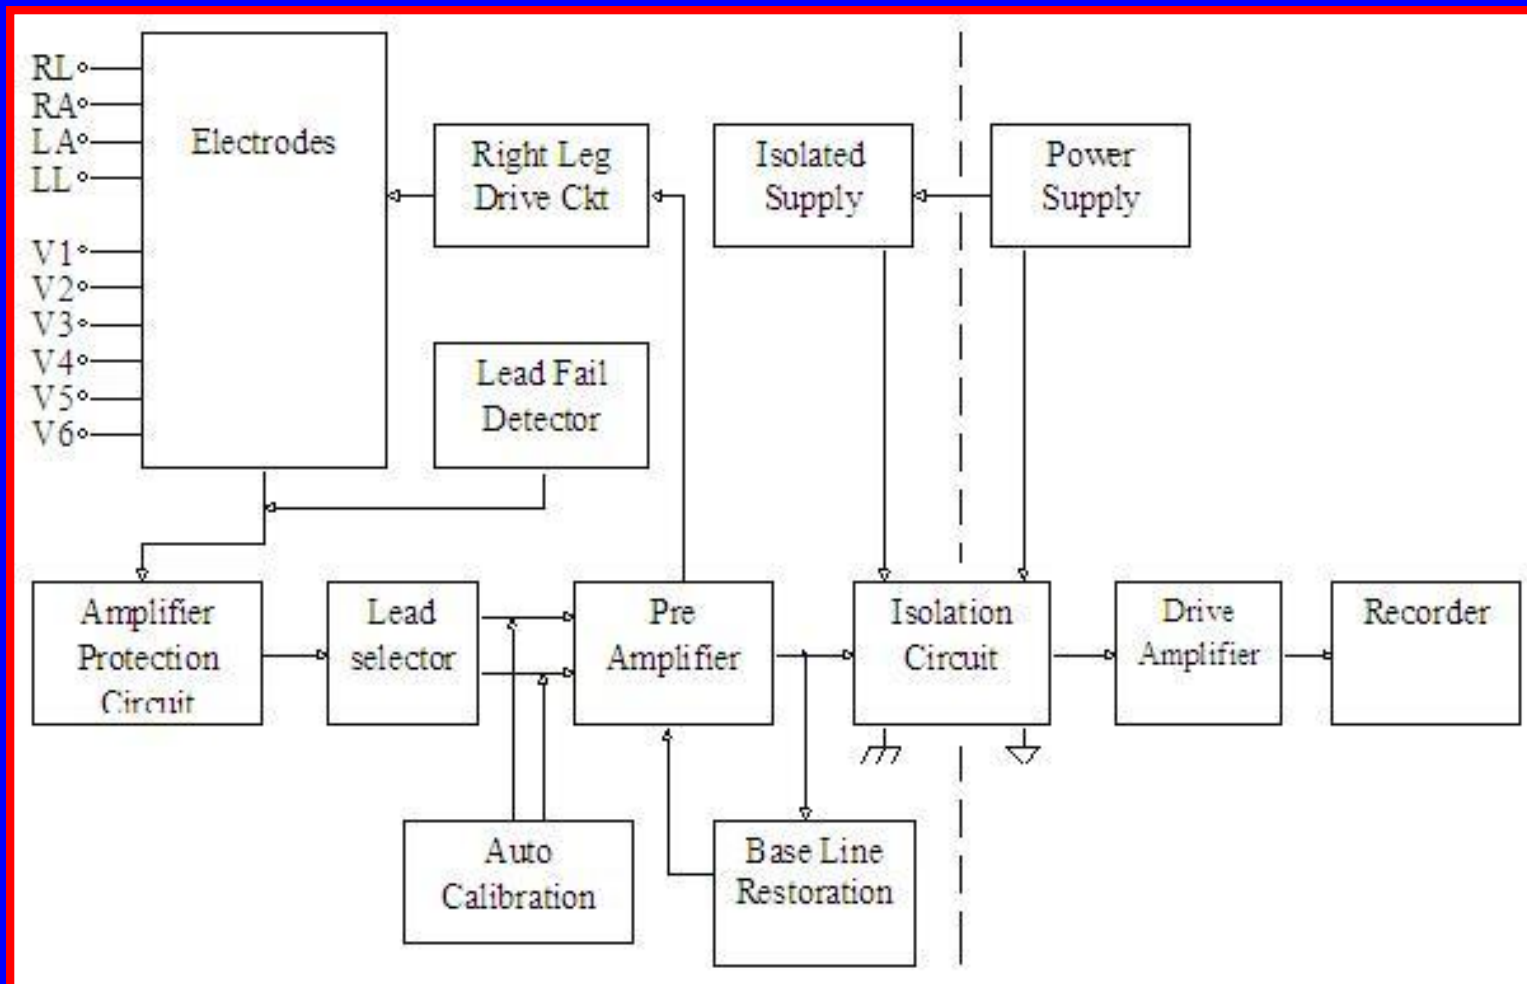 RL
RA
LA
LL
V1
V2
V3
V4
V5
V6
Electrodes
Right Leg
Drive Ckt
Isolated
Supply
Power
Supply
Lead Fail
Detector
Amplifier
Protection
Circuit
Lead
selector
Pre
Amplifier
Isolation
Circuit
Drive
Amplifier
Recorder
Auto
Calibration
Base Line
Restoration